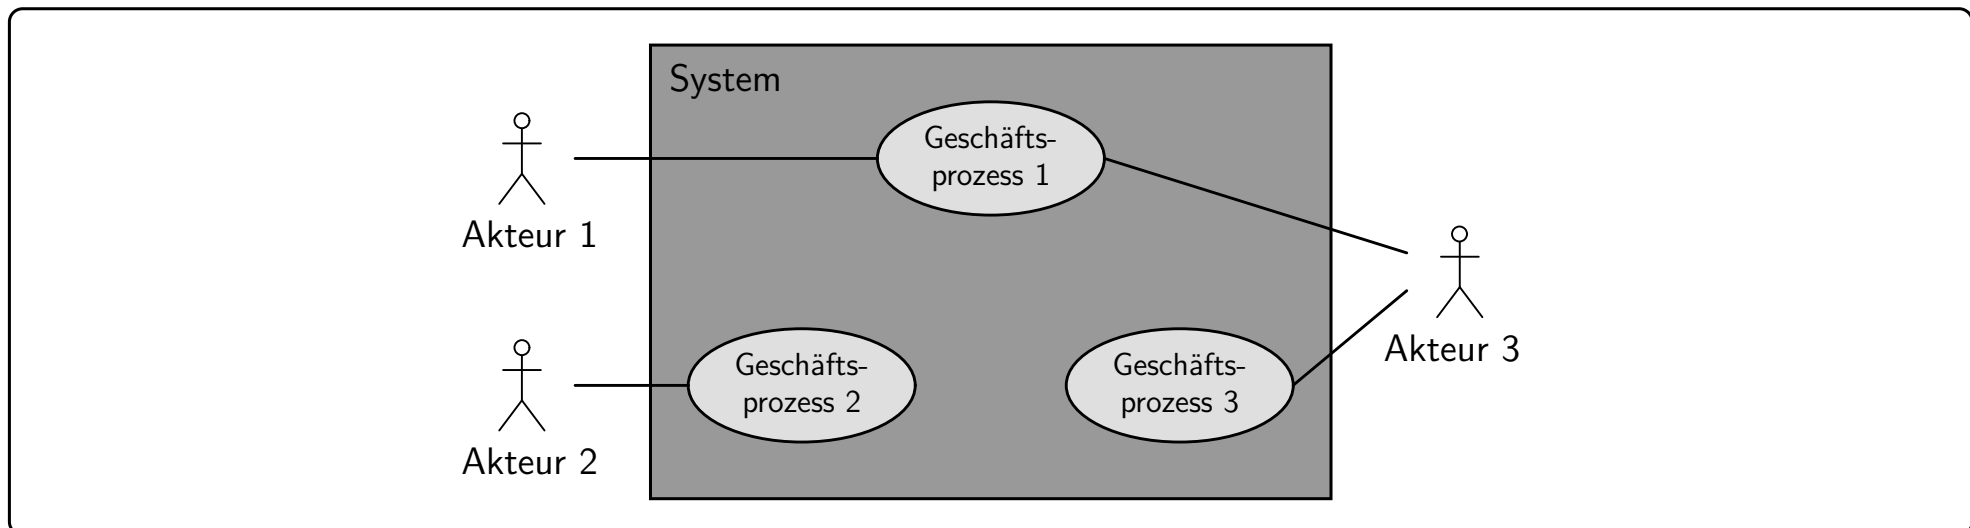 System
Geschäfts-
prozess 1
Akteur 1
Akteur 3
Geschäfts-
prozess 2
Geschäfts-
prozess 3
Akteur 2